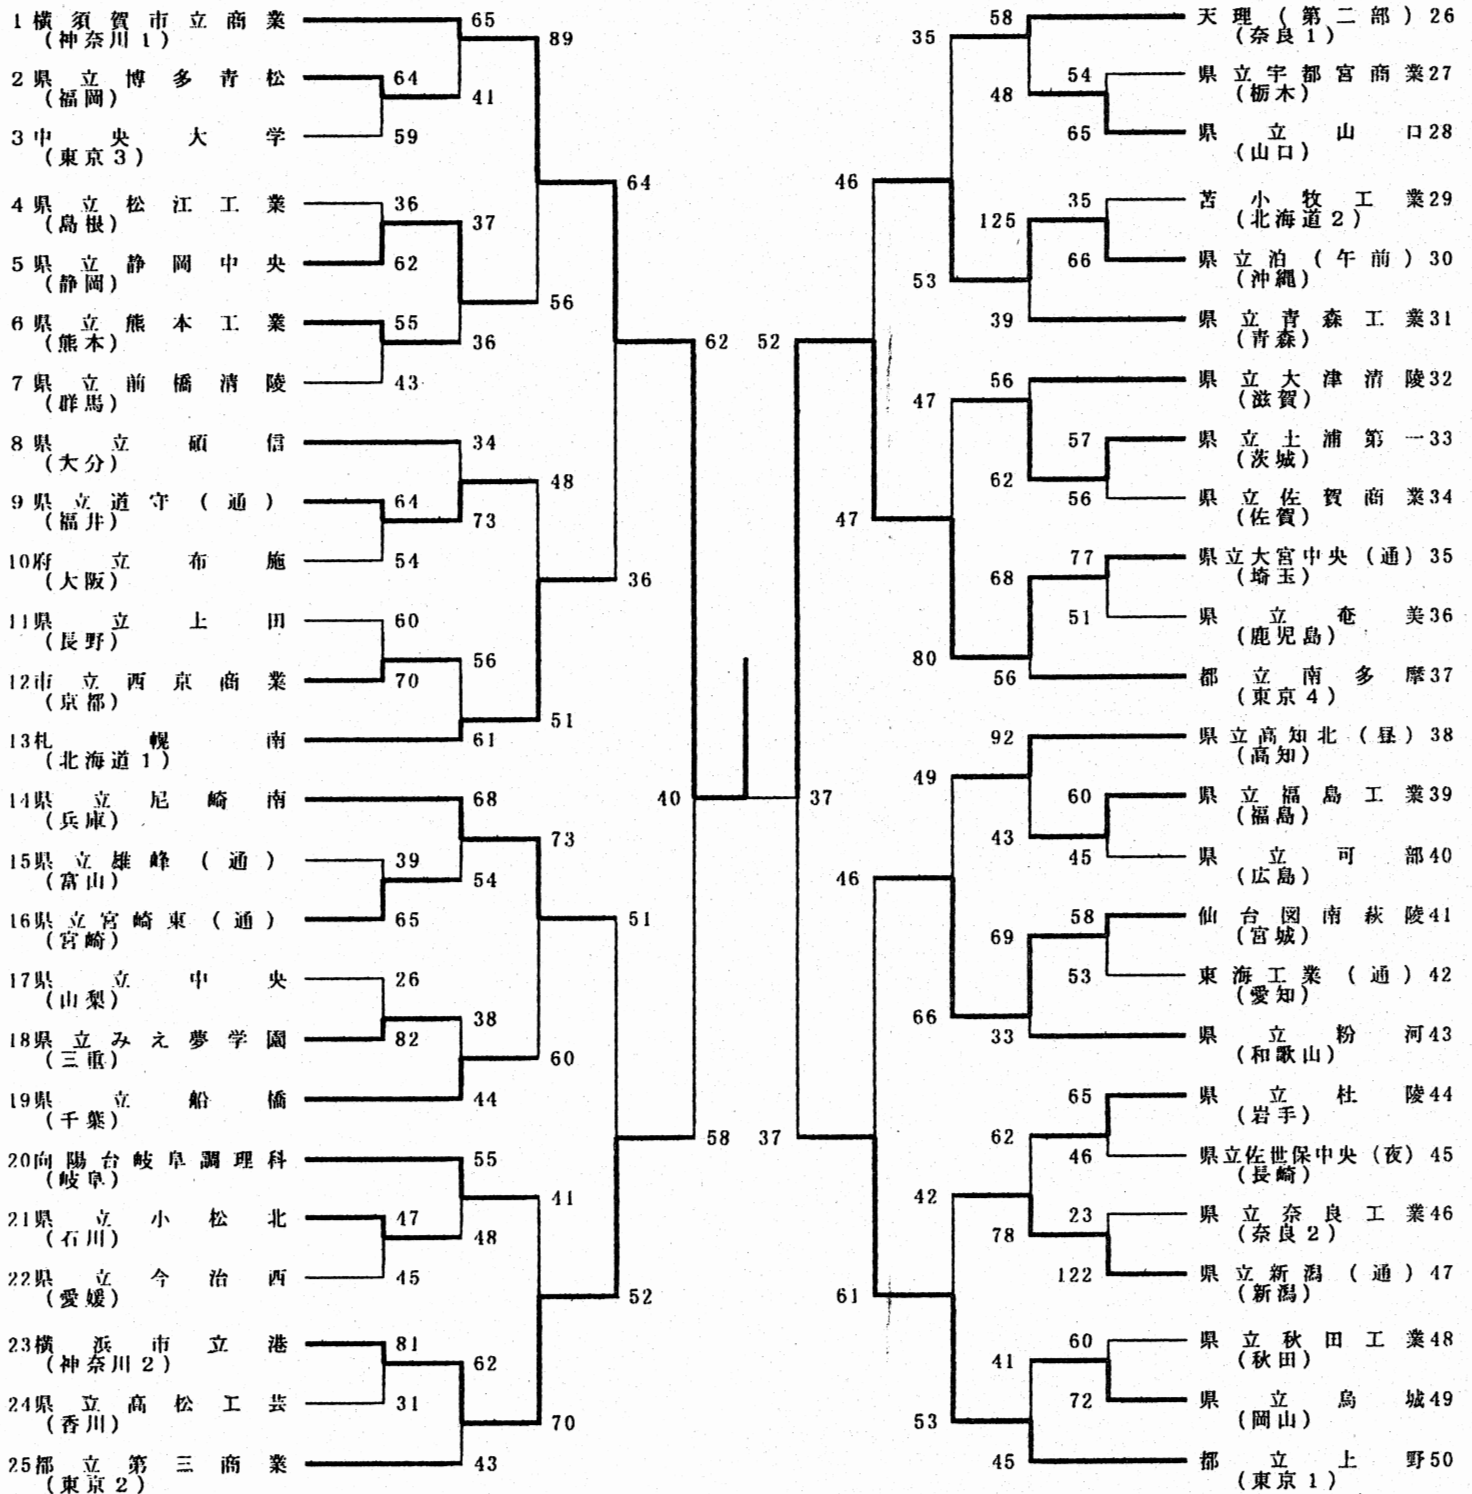 1 横須賀市立商業
(神奈川1)
2 県立博多青松
(福岡)
3 中央大学
(東京3)
4 県立松江工業
(島根)
5 県立静岡中央
(静岡)
6 県立熊本工業
(熊本)
7 県立前橋清陵
(群馬)
8 県立碩信
(大分)
9 県立道守(通)
(福井)
10 府立布施
(大阪)
11 県立上田
(長野)
12 市立西京商業
(京都)
13 札幌南
(北海道1)
14 県立尼崎南
(兵庫)
15 県立雄峰(通)
(富山)
16 県立宮崎東(通)
(宮崎)
17 県立中央
(山梨)
18 県立みえ夢学園
(三重)
19 県立船橋
(千葉)
20 向陽台岐阜調理科
(岐阜)
21 県立小松北
(石川)
22 県立今治西
(愛媛)
23 横浜市立港
(神奈川2)
24 県立高松工芸
(香川)
25 都立第三商業
(東京2)
65
41
64
59
36
62
37
36
55
43
34
73
64
54
60
70
56
61
68
54
39
65
26
82
38
44
55
48
47
45
81
31
62
43
89
56
48
51
73
60
41
70
64
36
51
52
62
58
40
37
52
37
46
47
46
61
35
53
47
80
49
66
42
53
58
48
54
65
125
39
35
66
56
62
57
56
68
56
77
51
92
43
60
45
69
33
58
53
62
78
65
46
23
122
41
45
60
72
天理(第二部) 26
(奈良1)
県立宇都宮商業 27
(栃木)
県立山口 28
(山口)
苫小牧工業 29
(北海道2)
県立泊(午前) 30
(沖縄)
県立青森工業 31
(青森)
県立大津清陵 32
(滋賀)
県立土浦第一 33
(茨城)
県立佐賀商業 34
(佐賀)
県立大宮中央(通) 35
(埼玉)
県立奄美 36
(鹿児島)
都立南多摩 37
(東京4)
県立高知北(昼) 38
(高知)
県立福島工業 39
(福島)
県立可部 40
(広島)
仙台図南萩陵 41
(宮城)
東海工業(通) 42
(愛知)
県立粉河 43
(和歌山)
県立杜陵 44
(岩手)
県立佐世保中央(夜) 45
(長崎)
県立奈良工業 46
(奈良2)
県立新潟(通) 47
(新潟)
県立秋田工業 48
(秋田)
県立烏城 49
(岡山)
都立上野 50
(東京1)